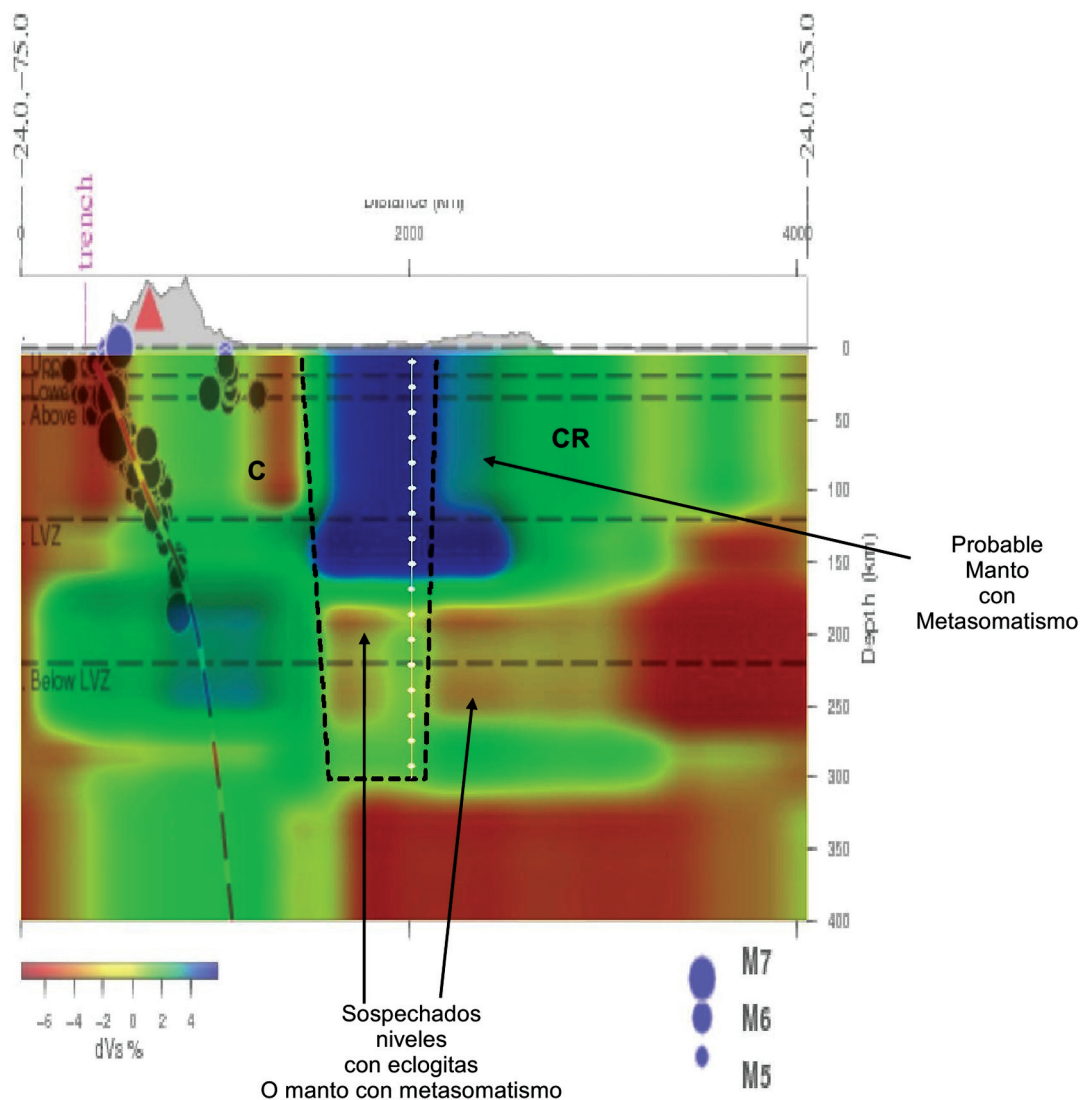 -24.0,-75.0
-24.0,-35.0
trench
Distance (km)
0
2000
4000
0
50
100
150
200
250
300
350
400
Depth (km)
Above
LVZ
Below LVZ
C
CR
Probable
Manto
con
Metasomatismo
-6
-4
-2
0
2
4
dVs %
Sospechados
niveles
con eclogitas
O manto con metasomatismo
M7
M6
M5